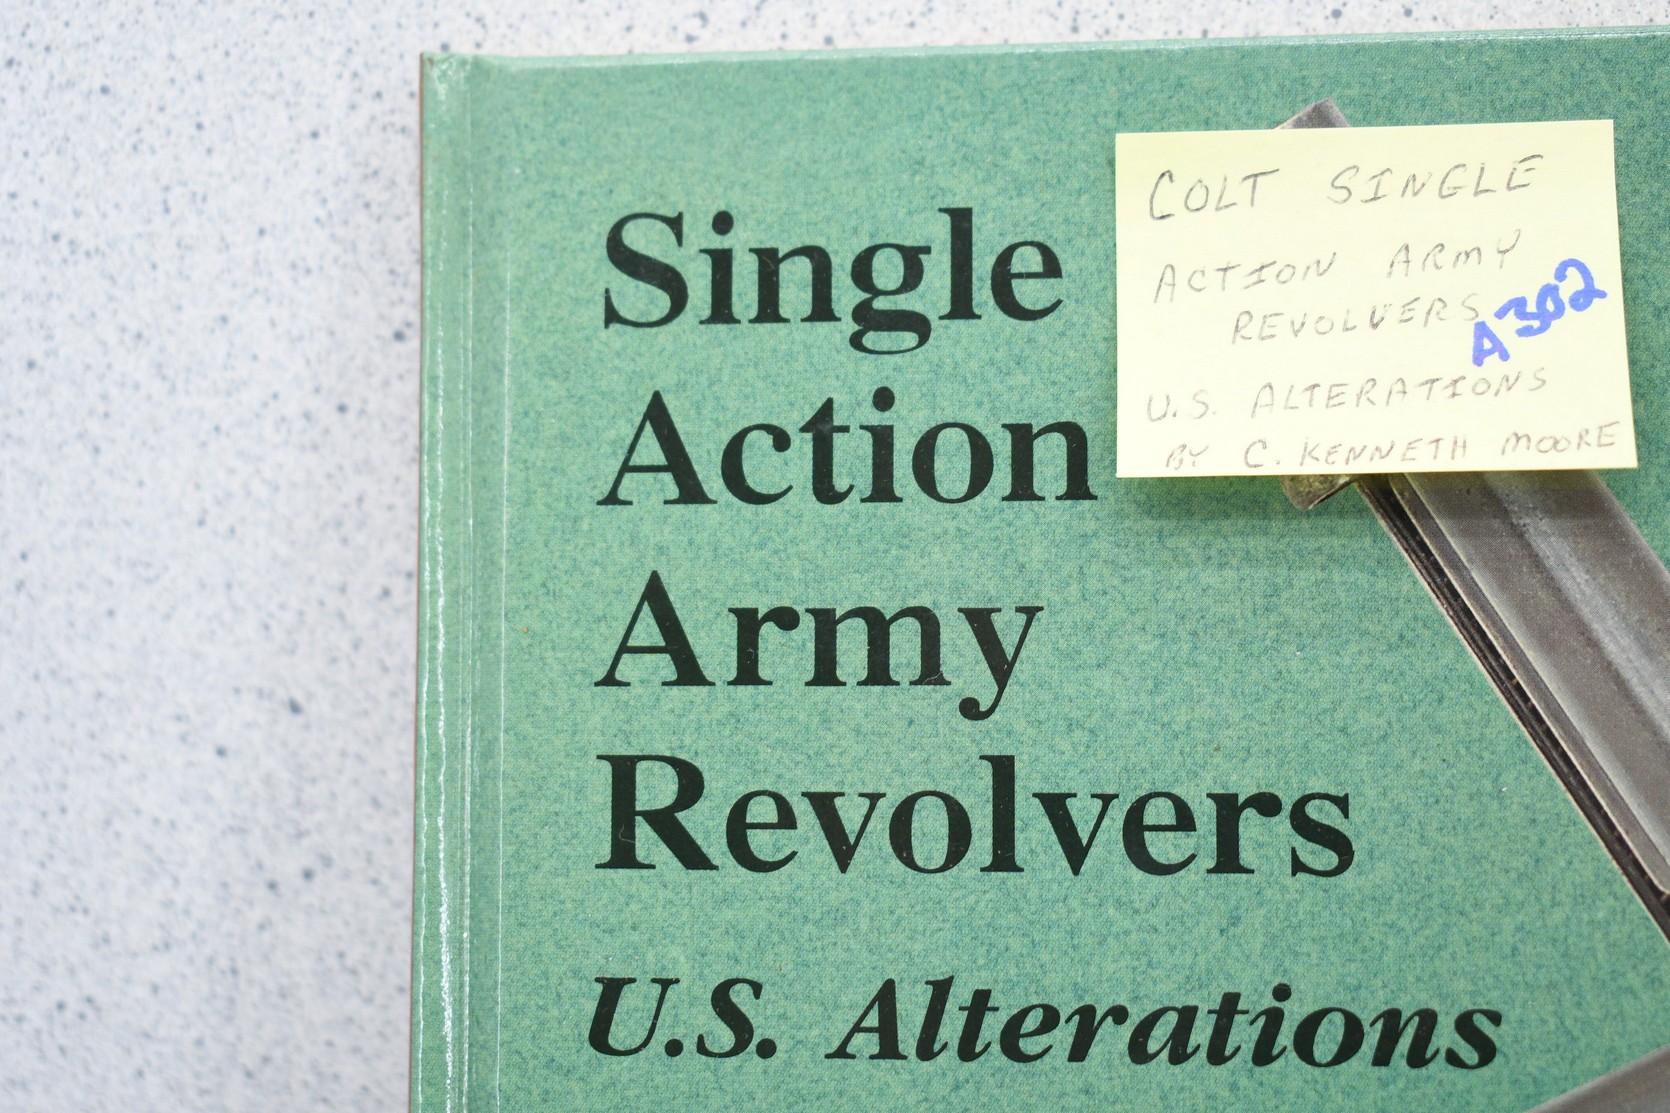 Single
Action
Army
Revolvers
U.S. Alterations
COLT SINGLE
ACTION ARMY
REVOLVERS
A302
U.S. ALTERATIONS
BY C. KENNETH MOORE